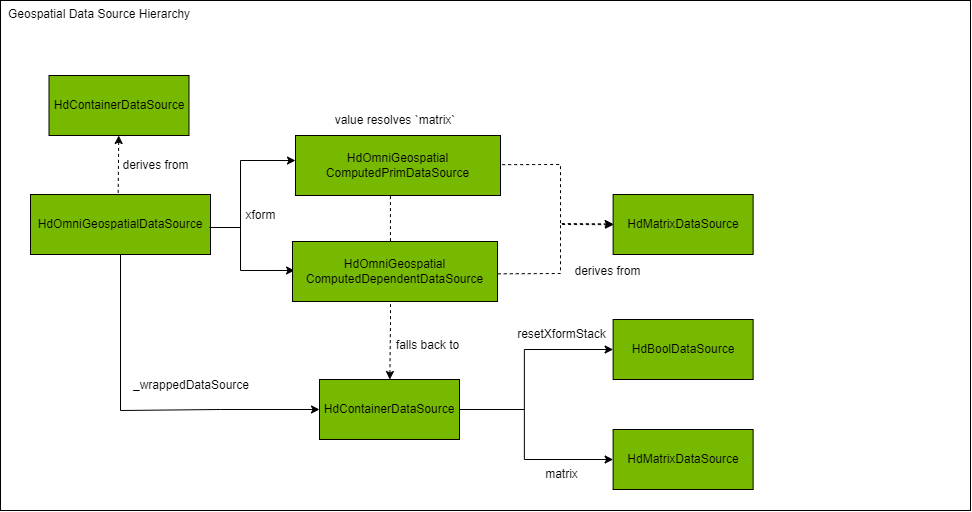 Geospatial Data Source Hierarchy
HdContainerDataSource
value resolves `matrix`
derives from
HdOmniGeospatial
ComputedPrimDataSource
HdOmniGeospatialDataSource
xform
HdMatrixDataSource
HdOmniGeospatial
ComputedDependentDataSource
derives from
resetXformStack
falls back to
HdBoolDataSource
_wrappedDataSource
HdContainerDataSource
HdMatrixDataSource
matrix